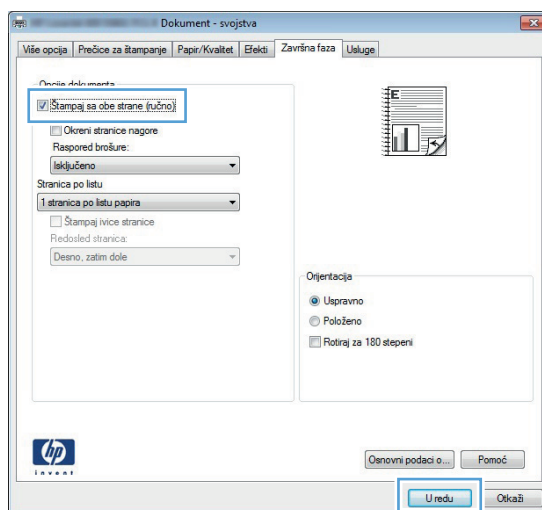 Dokument - svojstva
Više opcija Prečice za štampanje Papir/Kvalitet Efekti Završna faza Usluge
Opcije dokumenta
Štampaj sa obe strane (ručno)
Okreni stranice nagore
Raspored brošure:
Isključeno
Stranica po listu
1 stranica po listu papira
Štampaj ivice stranice
Redosled stranica:
Desno, zatim dole
E
Orijentacija
Uspravno
Položeno
Rotiraj za 180 stepeni
hp
invent
Osnovni podaci o... Pomoć
U redu Otkaži